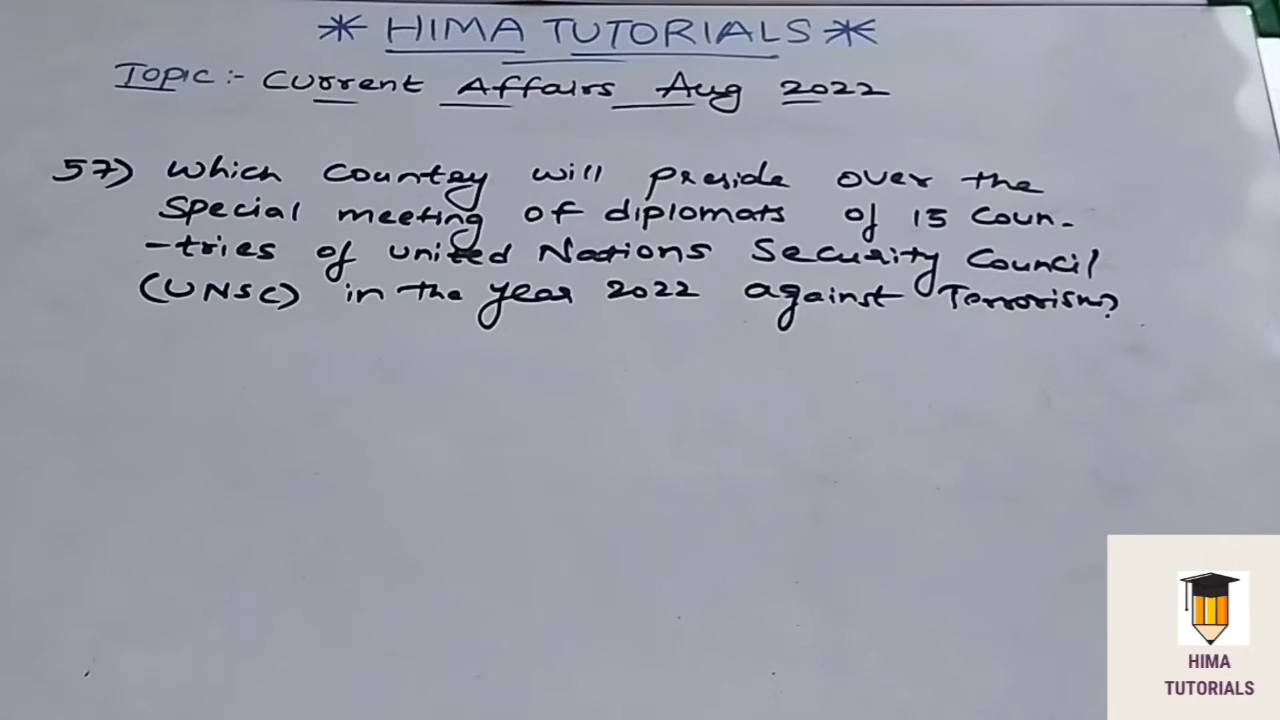 * HIMA TUTORIALS *
Topic:- Current Affairs Aug 2022
57) Which Country will preside over the
Special meeting of diplomats of 15 Coun-
-tries of united Nations Security Council
(UNSC) in the year 2022 against Terrorism?
HIMA
TUTORIALS